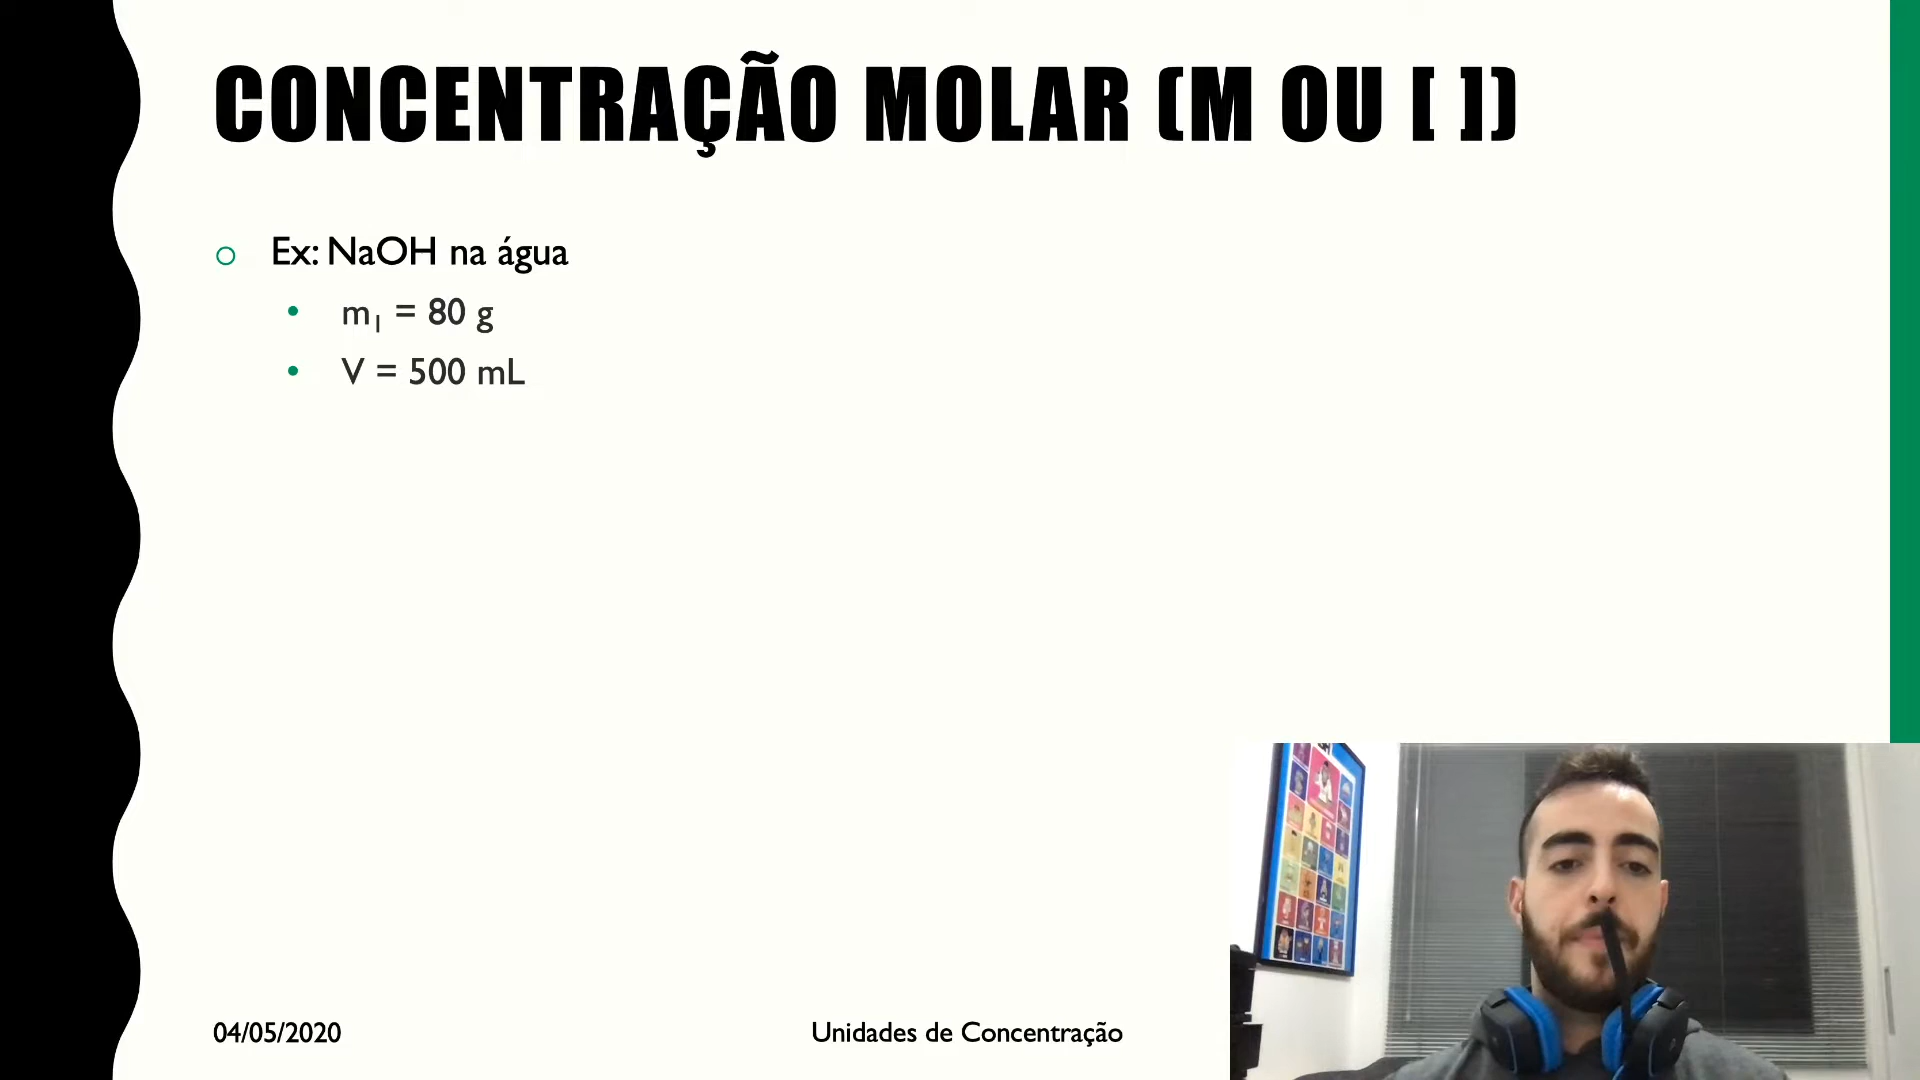 CONCENTRAÇÃO MOLAR (M OU [ ])
Ex: NaOH na água
m₁ = 80 g
V = 500 mL
04/05/2020
Unidades de Concentração